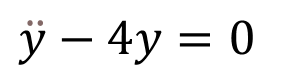 ÿ − 4y = 0